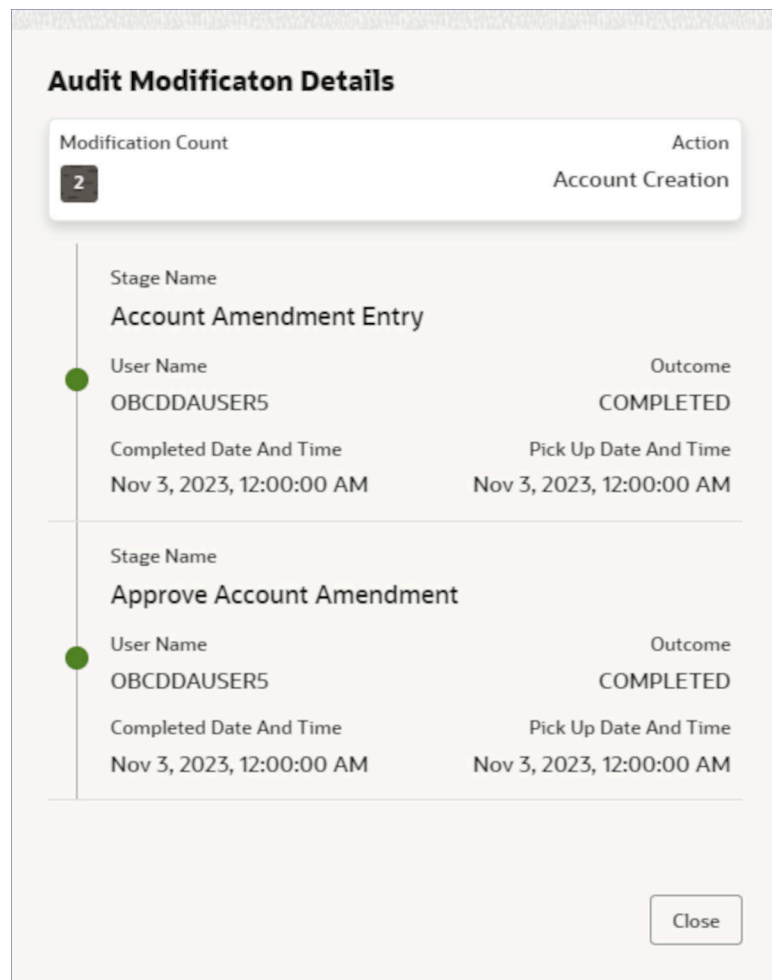 Audit Modificaton Details
Modification Count Action
2 Account Creation
Stage Name
Account Amendment Entry
User Name Outcome
OBCDDAUSER5 COMPLETED
Completed Date And Time Pick Up Date And Time
Nov 3, 2023, 12:00:00 AM Nov 3, 2023, 12:00:00 AM
Stage Name
Approve Account Amendment
User Name Outcome
OBCDDAUSER5 COMPLETED
Completed Date And Time Pick Up Date And Time
Nov 3, 2023, 12:00:00 AM Nov 3, 2023, 12:00:00 AM
Close